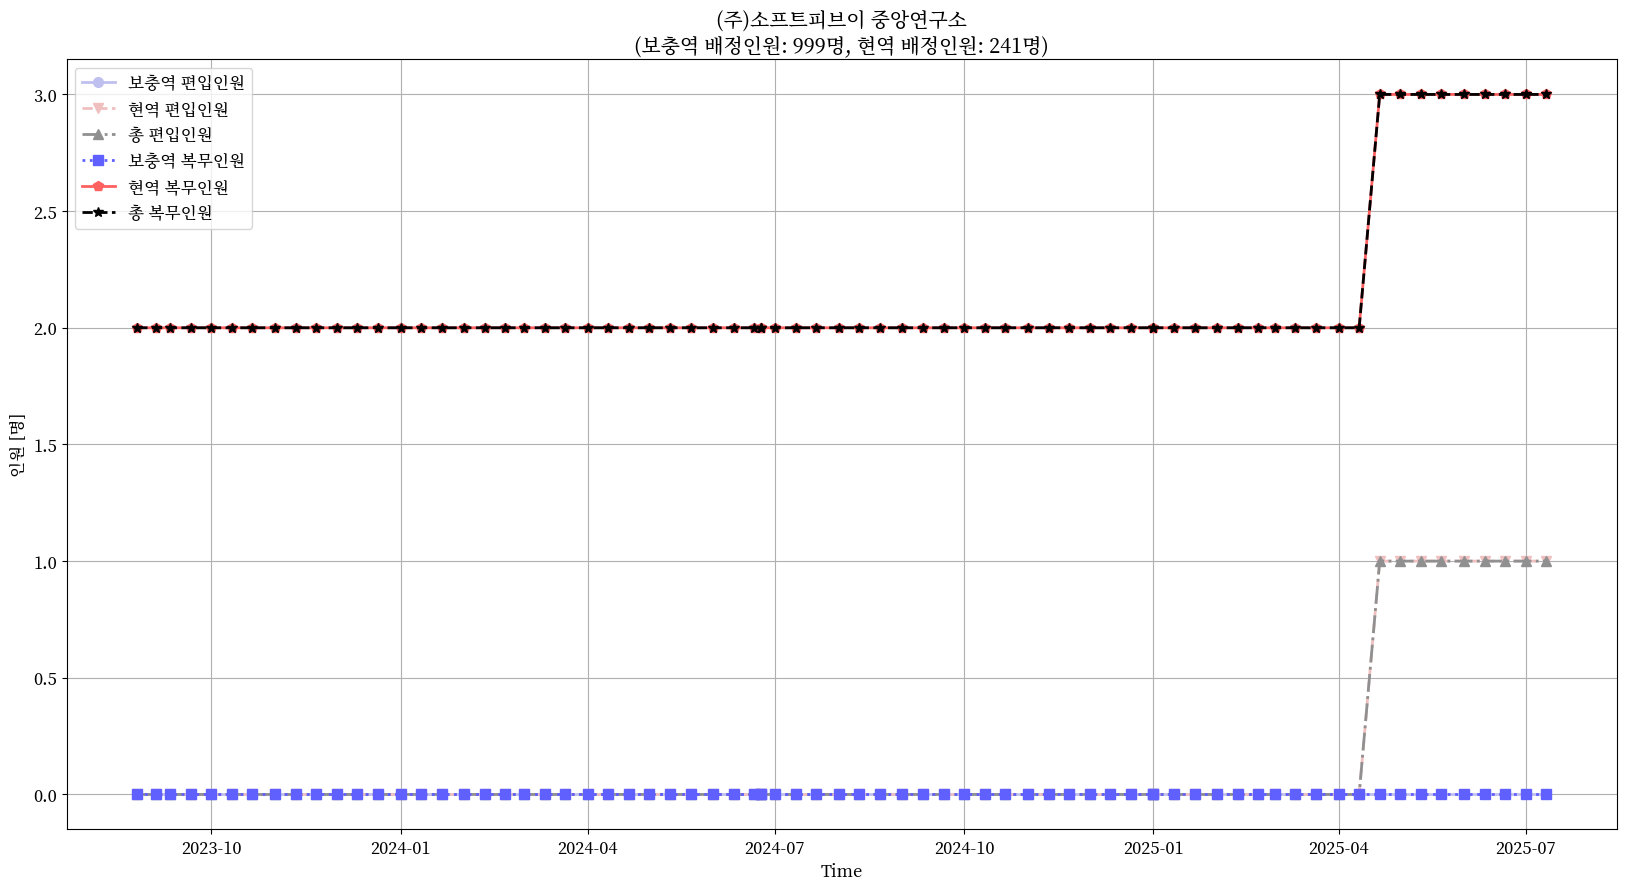 (주)소프트피브이 중앙연구소
(보충역 배정인원: 999명, 현역 배정인원: 241명)
보충역 편입인원
현역 편입인원
총 편입인원
보충역 복무인원
현역 복무인원
총 복무인원
인원 [명]
3.0
2.5
2.0
1.5
1.0
0.5
0.0
2023-10
2024-01
2024-04
2024-07
2024-10
2025-01
2025-04
2025-07
Time